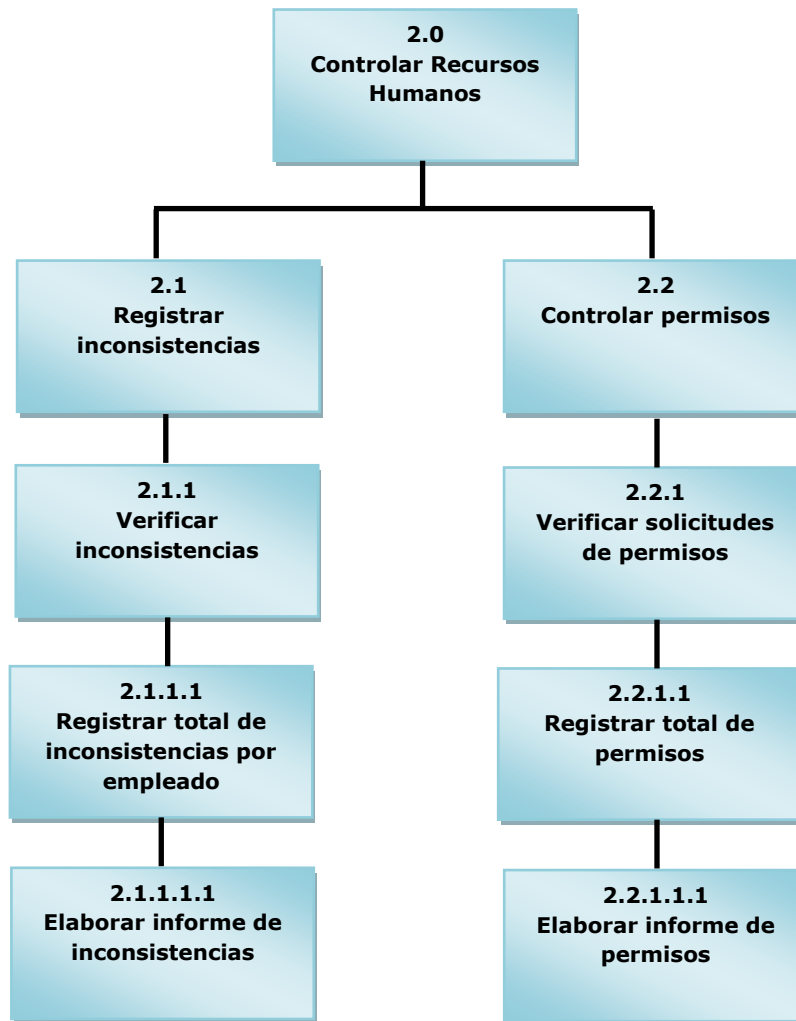 2.0
Controlar Recursos
Humanos
2.1
Registrar
inconsistencias
2.2
Controlar permisos
2.1.1
Verificar
inconsistencias
2.2.1
Verificar solicitudes
de permisos
2.1.1.1
Registrar total de
inconsistencias por
empleado
2.2.1.1
Registrar total de
permisos
2.1.1.1.1
Elaborar informe de
inconsistencias
2.2.1.1.1
Elaborar informe de
permisos